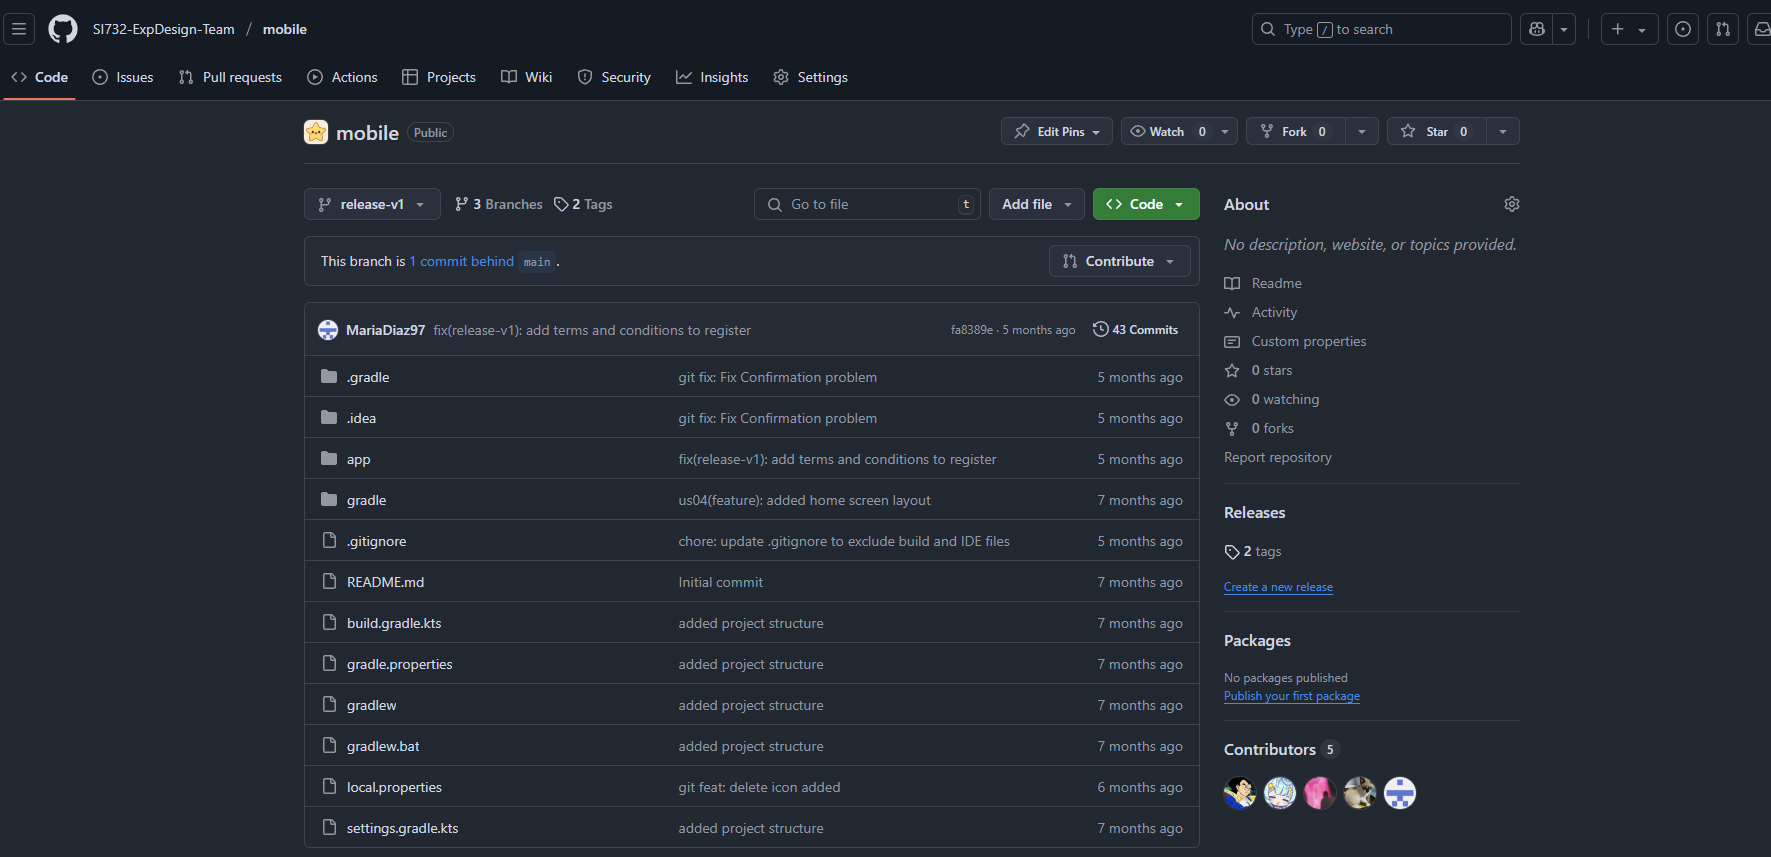 SI732-ExpDesign-Team / mobile
Type / to search
Code Issues Pull requests Actions Projects Wiki Security Insights Settings
mobile Public
Edit Pins Watch 0 Fork 0 Star 0
release-v1 3 Branches 2 Tags Go to file t Add file Code
This branch is 1 commit behind main .
Contribute
MariaDiaz97 fix(release-v1): add terms and conditions to register fa8389e · 5 months ago 43 Commits
.gradle git fix: Fix Confirmation problem 5 months ago
.idea git fix: Fix Confirmation problem 5 months ago
app fix(release-v1): add terms and conditions to register 5 months ago
gradle us04(feature): added home screen layout 7 months ago
.gitignore chore: update .gitignore to exclude build and IDE files 5 months ago
README.md Initial commit 7 months ago
build.gradle.kts added project structure 7 months ago
gradle.properties added project structure 7 months ago
gradlew added project structure 7 months ago
gradlew.bat added project structure 7 months ago
local.properties git feat: delete icon added 6 months ago
settings.gradle.kts added project structure 7 months ago
About
No description, website, or topics provided.
Readme
Activity
Custom properties
0 stars
0 watching
0 forks
Report repository
Releases
2 tags
Create a new release
Packages
No packages published
Publish your first package
Contributors 5